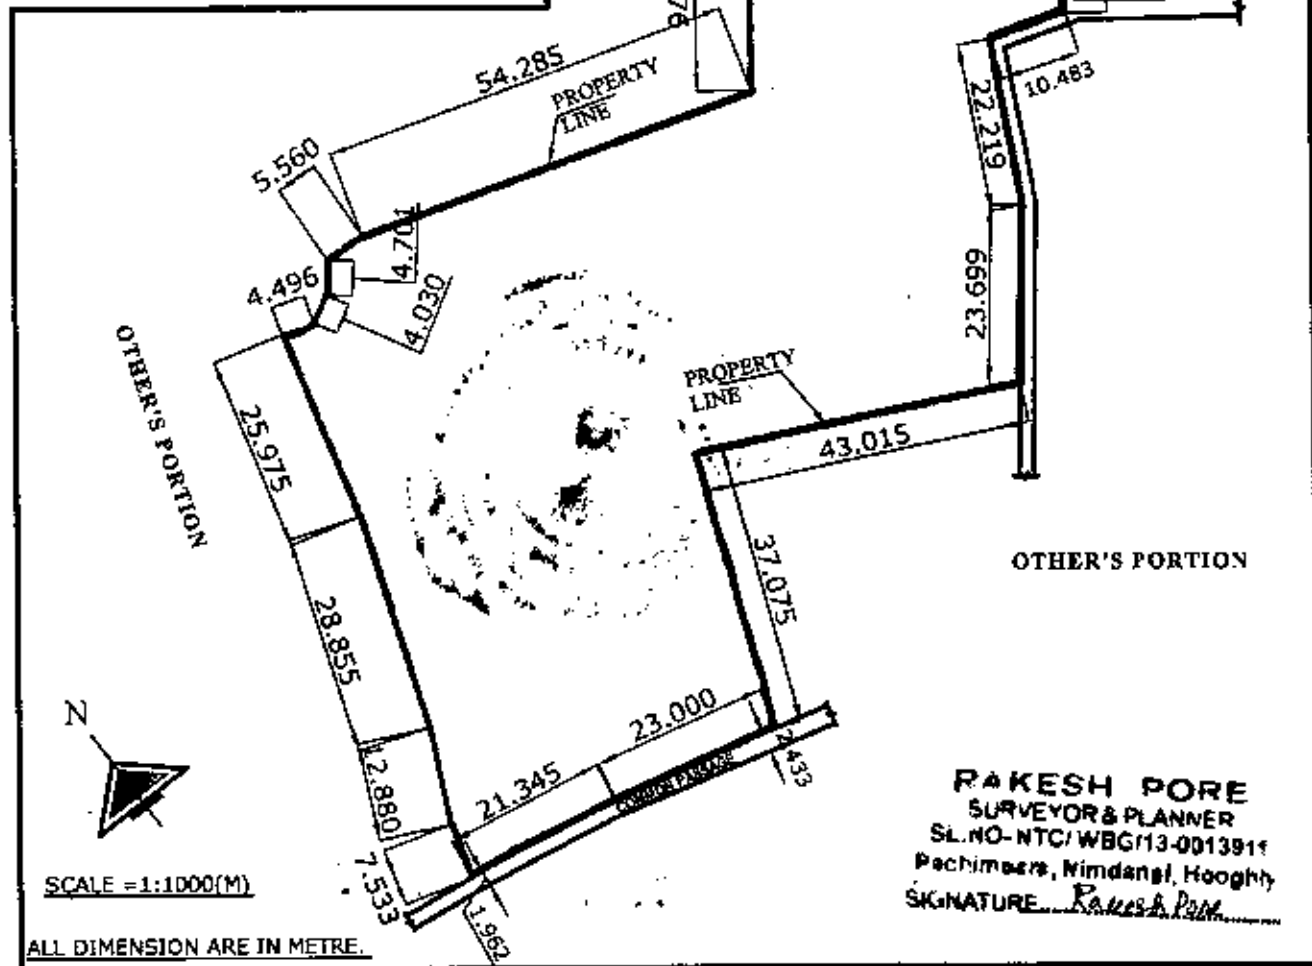 54.285
PROPERTY
LINE
10.483
22.219
5.560
4.701
4.496
4.030
23.699
OTHER'S PORTION
PROPERTY
LINE
43.015
25.975
37.075
OTHER'S PORTION
28.855
N
23.000
21.345
COMMON PASSAGE
2.433
12.880
7.533
1.962
RAKESH PORE
SURVEYOR & PLANNER
SL.NO-NTC/WBG/13-0013911
Nimdangi, Hooghly
SIGNATURE Rakesh Pore
SCALE =1:1000(M)
ALL DIMENSION ARE IN METRE.